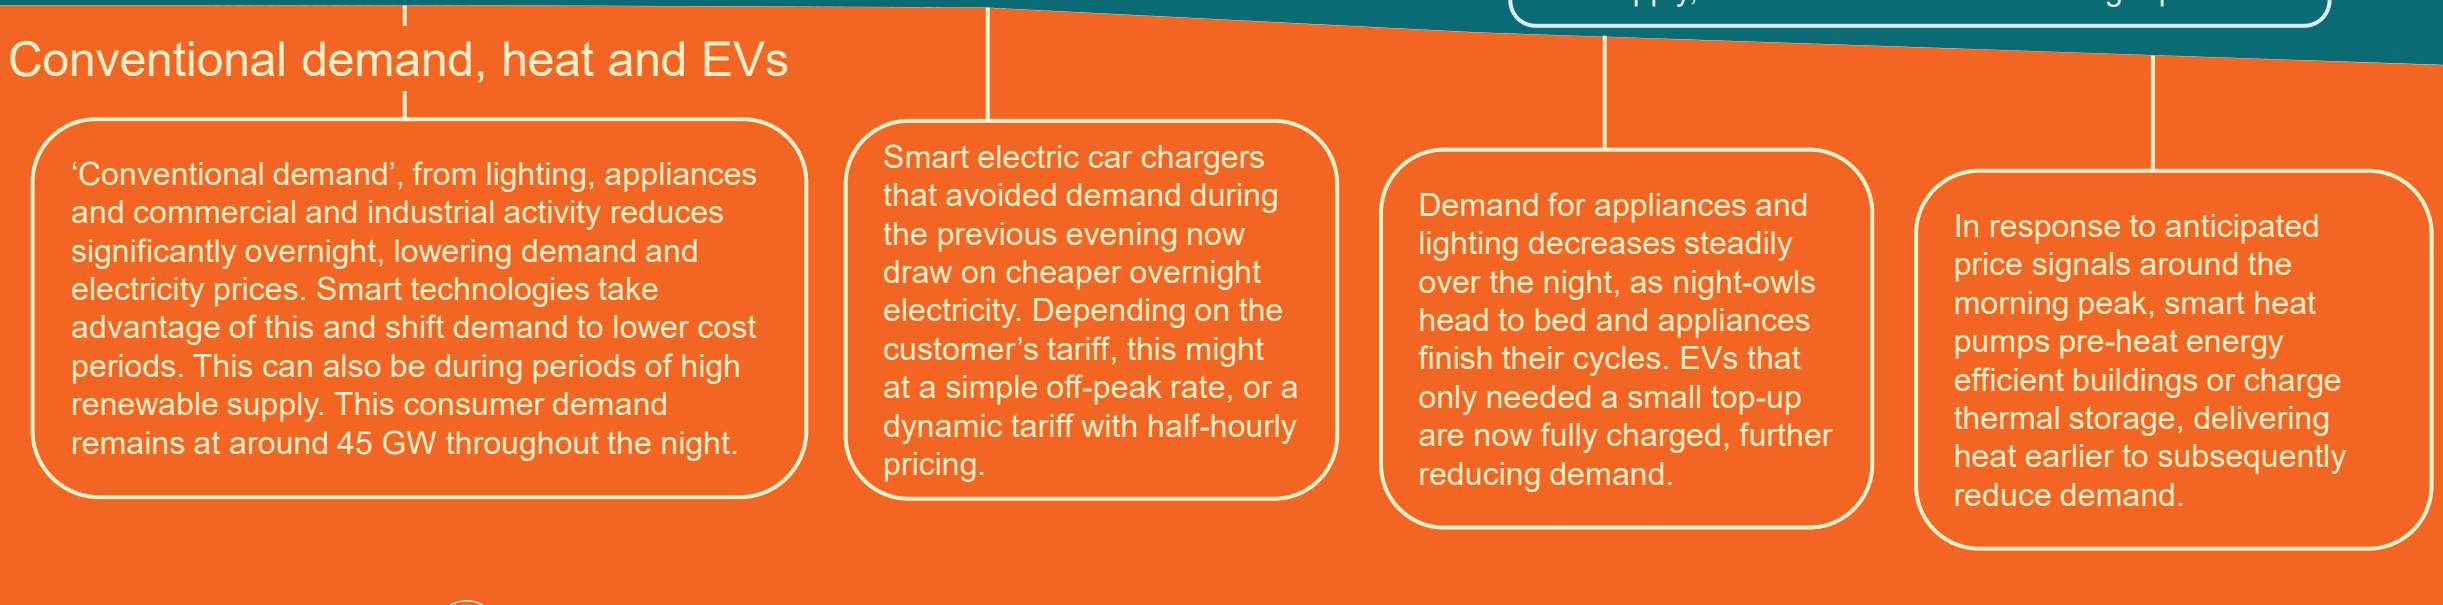 Conventional demand, heat and EVs
‘Conventional demand’, from lighting, appliances
and commercial and industrial activity reduces
significantly overnight, lowering demand and
electricity prices. Smart technologies take
advantage of this and shift demand to lower cost
periods. This can also be during periods of high
renewable supply. This consumer demand
remains at around 45 GW throughout the night.
Smart electric car chargers
that avoided demand during
the previous evening now
draw on cheaper overnight
electricity. Depending on the
customer’s tariff, this might
at a simple off-peak rate, or a
dynamic tariff with half-hourly
pricing.
Demand for appliances and
lighting decreases steadily
over the night, as night-owls
head to bed and appliances
finish their cycles. EVs that
only needed a small top-up
are now fully charged, further
reducing demand.
In response to anticipated
price signals around the
morning peak, smart heat
pumps pre-heat energy
efficient buildings or charge
thermal storage, delivering
heat earlier to subsequently
reduce demand.